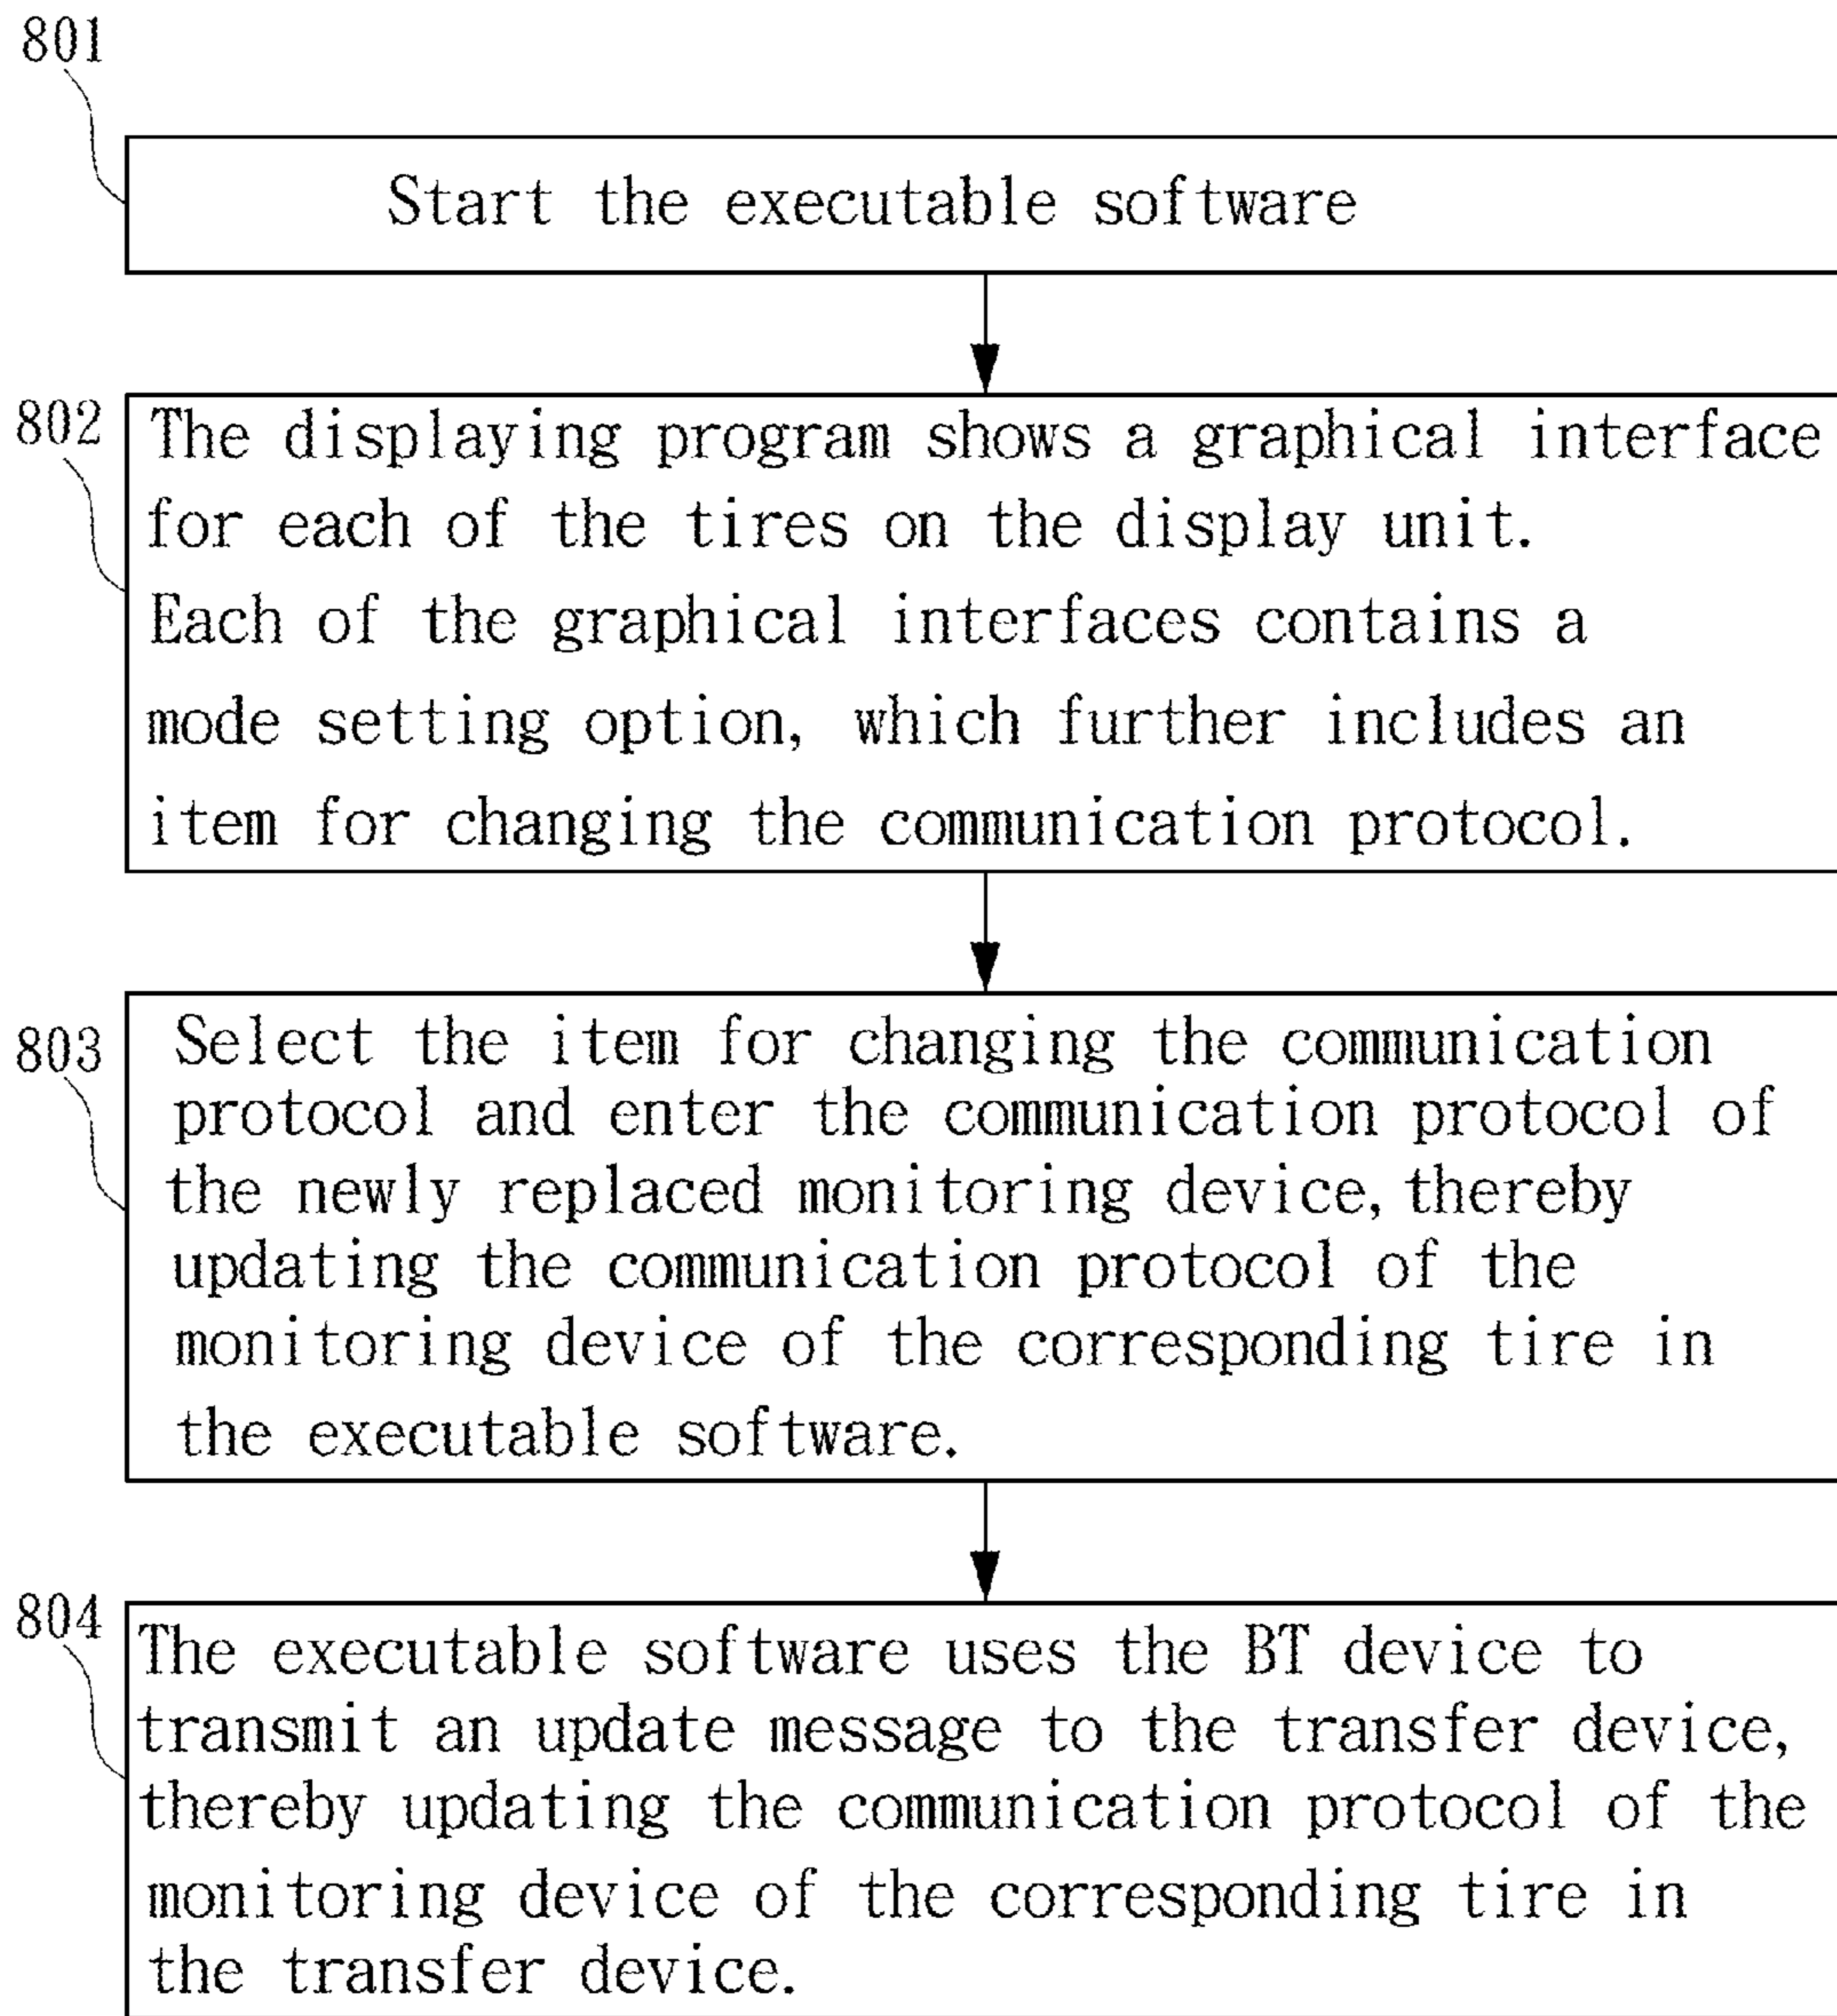 801
Start the executable software
802
The displaying program shows a graphical interface
for each of the tires on the display unit.
Each of the graphical interfaces contains a
mode setting option, which further includes an
item for changing the communication protocol.
803
Select the item for changing the communication
protocol and enter the communication protocol of
the newly replaced monitoring device, thereby
updating the communication protocol of the
monitoring device of the corresponding tire in
the executable software.
804
The executable software uses the BT device to
transmit an update message to the transfer device,
thereby updating the communication protocol of the
monitoring device of the corresponding tire in
the transfer device.